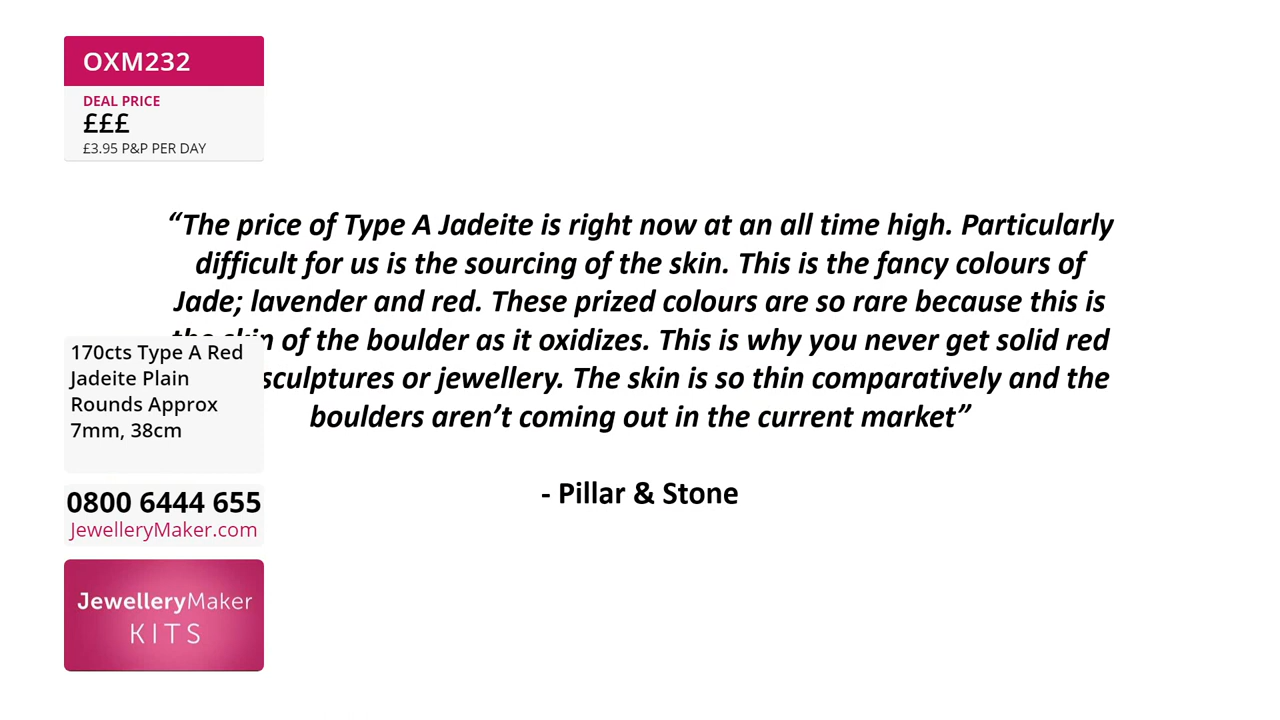 OXM232
DEAL PRICE
£££
£3.95 P&P PER DAY
“The price of Type A Jadeite is right now at an all time high. Particularly
difficult for us is the sourcing of the skin. This is the fancy colours of
Jade; lavender and red. These prized colours are so rare because this is
the skin of the boulder as it oxidizes. This is why you never get solid red
sculptures or jewellery. The skin is so thin comparatively and the
boulders aren’t coming out in the current market”
- Pillar & Stone
170cts Type A Red
Jadeite Plain
Rounds Approx
7mm, 38cm
0800 6444 655
JewelleryMaker.com
JewelleryMaker
KITS